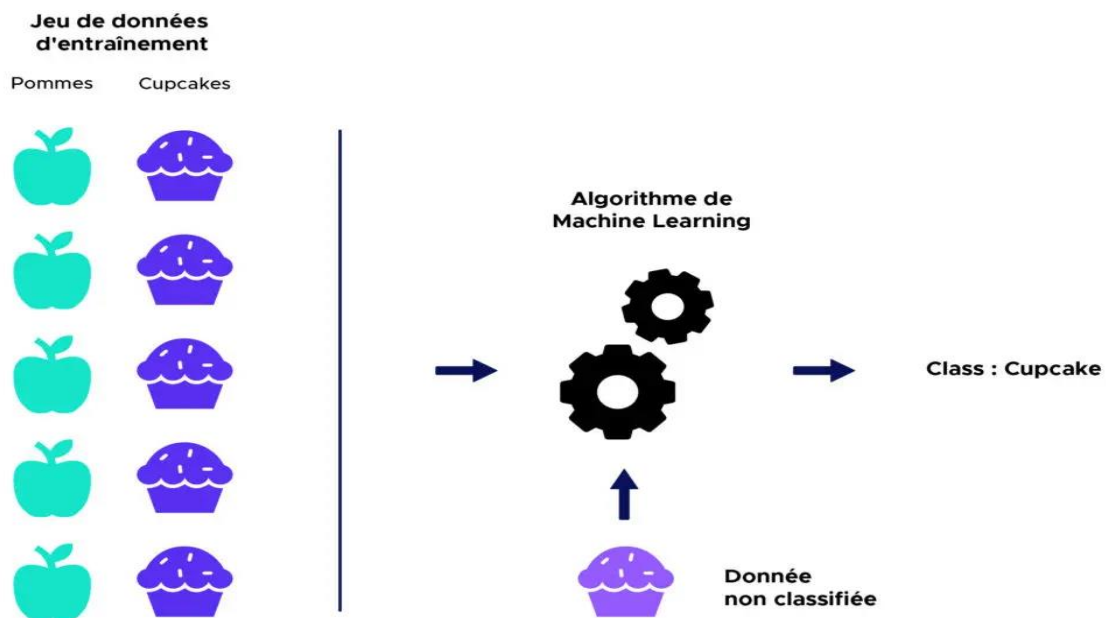 Jeu de données
d'entraînement
Pommes Cupcakes
Algorithme de
Machine Learning
Class : Cupcake
Donnée
non classifiée